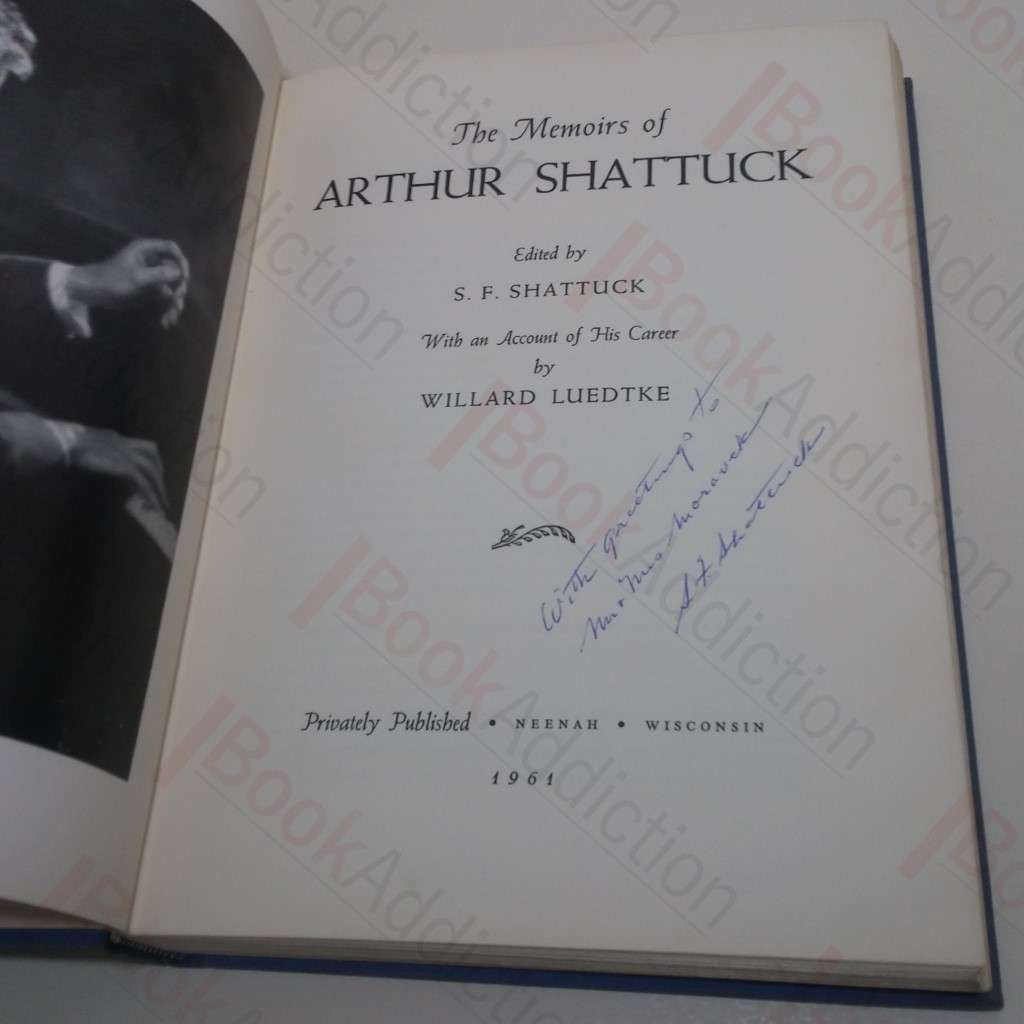 The Memoirs of
ARTHUR SHATTUCK
Edited by
S. F. SHATTUCK
With an Account of His Career
by
WILLARD LUEDTKE
With greetings to
Mr + Mrs Moravek
S F Shattuck
Privately Published • NEENAH • WISCONSIN
1961
BookAddiction